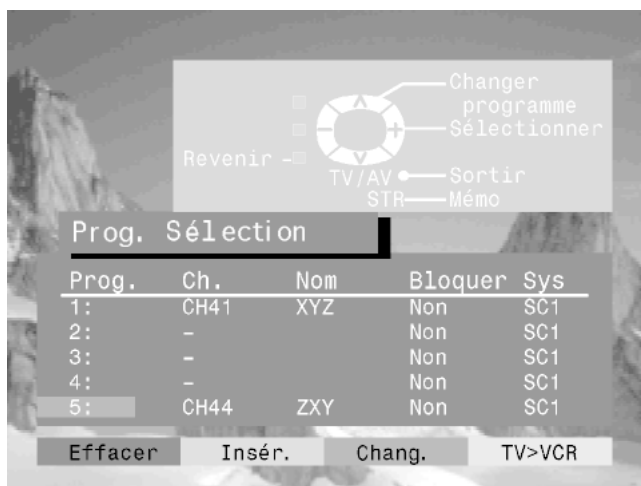 Changer
programme
Sélectionner
Revenir
TV/AV Sortir
STR Mémo
Prog. Sélection
Prog. Ch. Nom Bloquer Sys
1: CH41 XYZ Non SC1
2: – Non SC1
3: – Non SC1
4: – Non SC1
5: CH44 ZXY Non SC1
Effacer Insér. Chang. TV>VCR